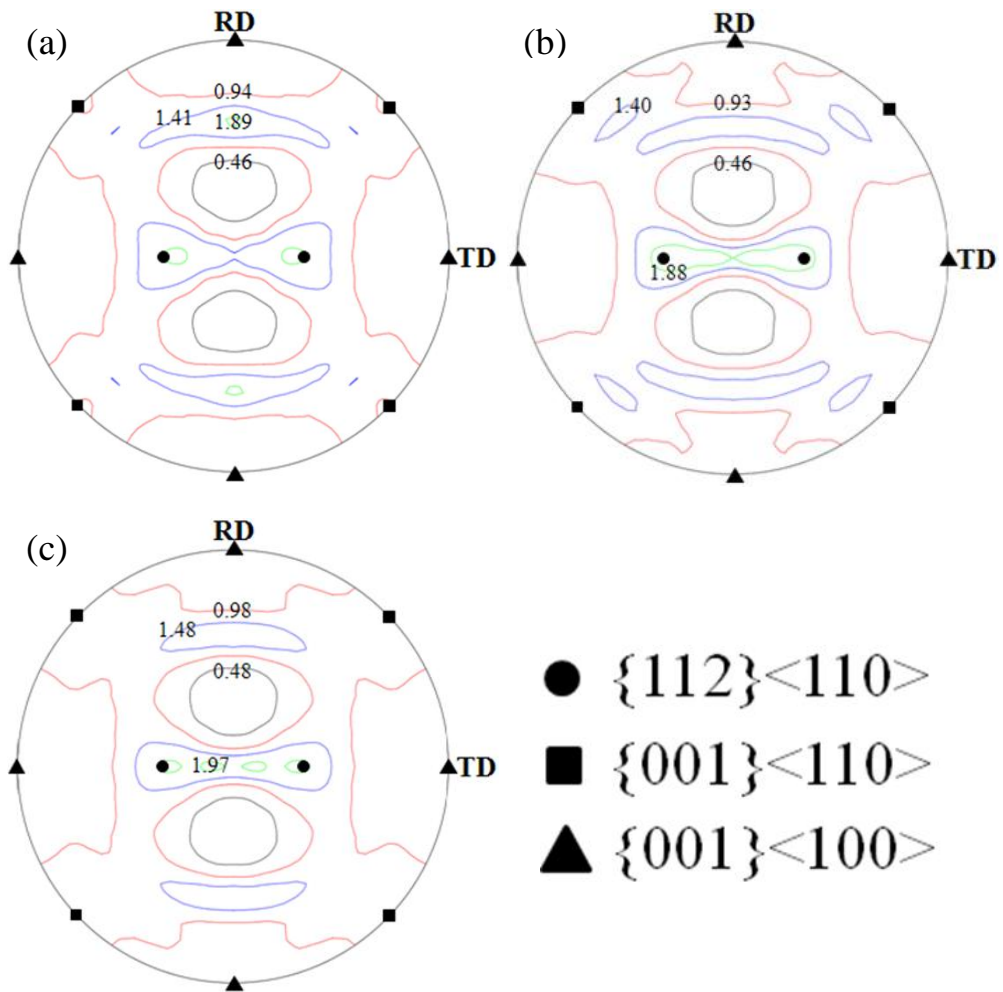 (a)
RD
0.94
1.41
1.89
0.46
TD
(b)
RD
1.40
0.93
0.46
1.88
TD
(c)
RD
0.98
1.48
0.48
1.97
TD
{112}<110>
{001}<110>
{001}<100>